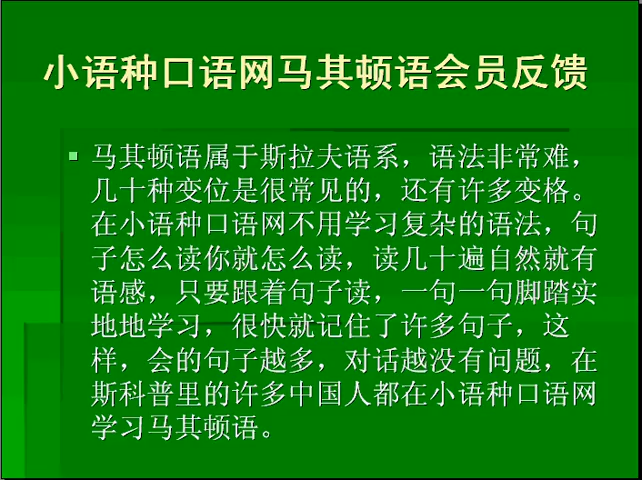 小语种口语网马其顿语会员反馈
马其顿语属于斯拉夫语系，语法非常难，
几十种变位是很常见的，还有许多变格。
在小语种口语网不用学习复杂的语法，句
子怎么读你就怎么读，读几十遍自然就有
语感，只要跟着句子读，一句一句脚踏实
地地学习，很快就记住了许多句子，这
样，会的句子越多，对话越没有问题，在
斯科普里的许多中国人都在小语种口语网
学习马其顿语。